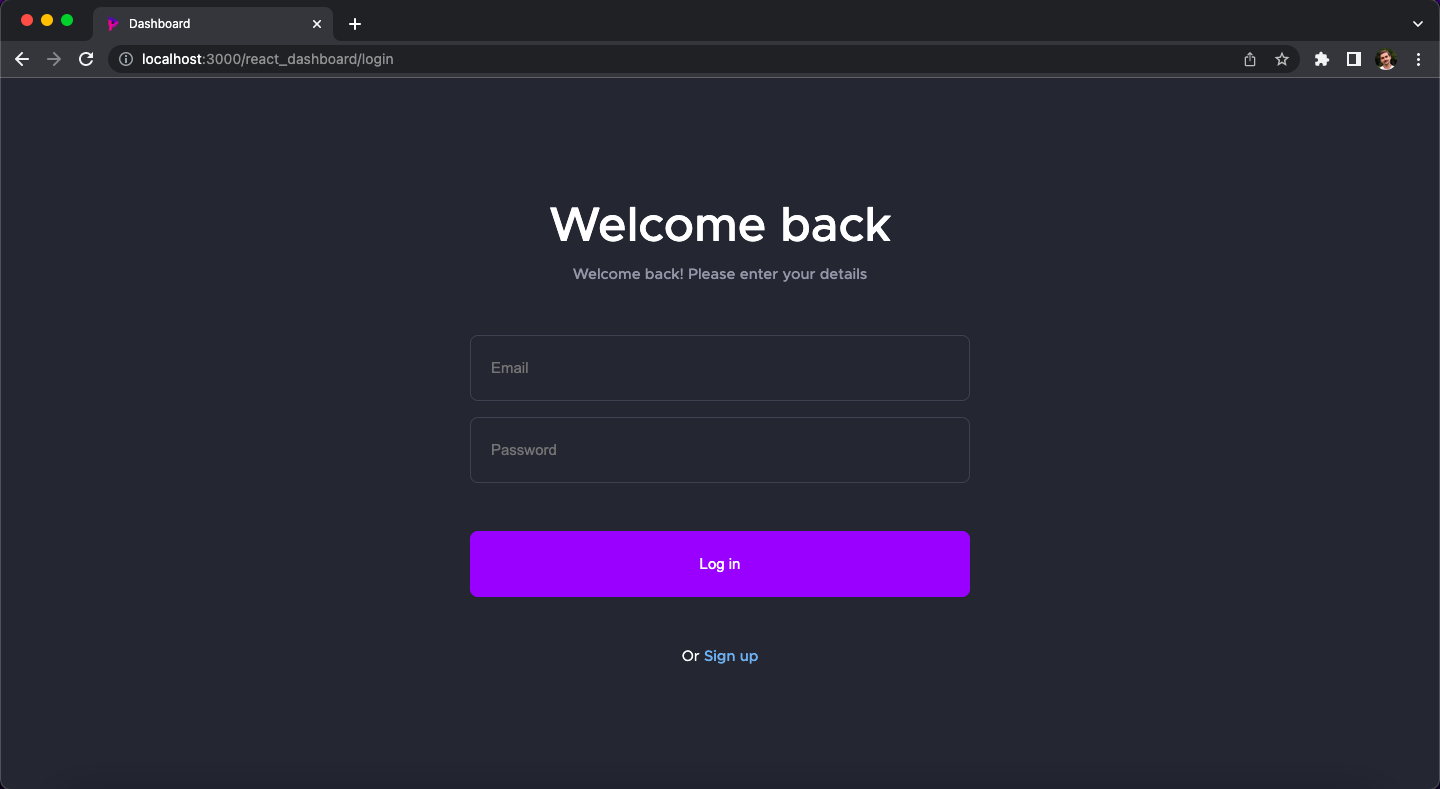 Dashboard
localhost:3000/react_dashboard/login
Welcome back
Welcome back! Please enter your details
Email
Password
Log in
Or Sign up